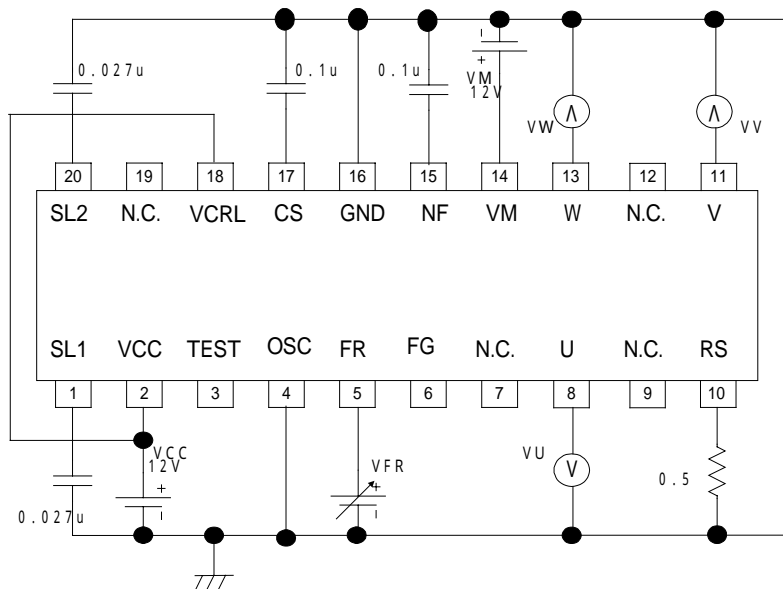 0.027u
0.1u
0.1u
VM
12V
VW
VV
20 19 18 17 16 15 14 13 12 11
SL2 N.C. VCRL CS GND NF VM W N.C. V
SL1 VCC TEST OSC FR FG N.C. U N.C. RS
1 2 3 4 5 6 7 8 9 10
VCC
12V
VFR
VU
V
0.5
0.027u